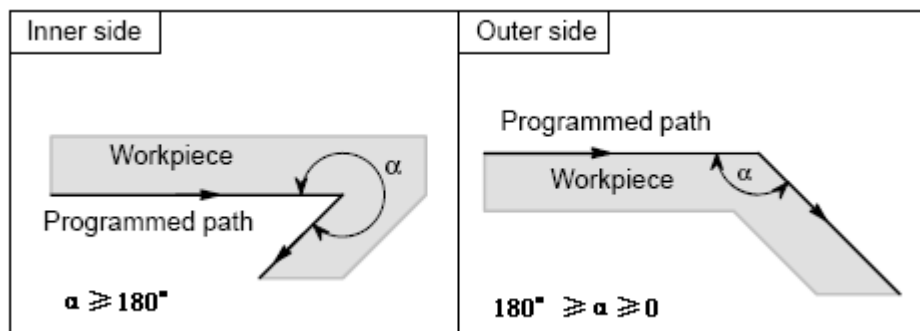 Inner side
Workpiece
α
Programmed path
α ⩾ 180°
Outer side
Programmed path
Workpiece
α
180° ⩾ α ⩾ 0